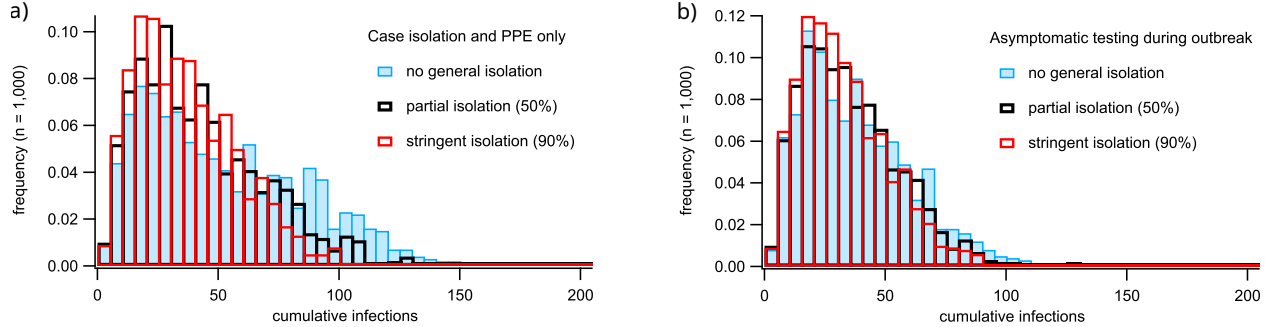 a)
Case isolation and PPE only
no general isolation
partial isolation (50%)
stringent isolation (90%)
frequency (n = 1,000)
0.10
0.08
0.06
0.04
0.02
0.00
0 50 100 150 200
cumulative infections
b)
Asymptomatic testing during outbreak
no general isolation
partial isolation (50%)
stringent isolation (90%)
frequency (n = 1,000)
0.12
0.10
0.08
0.06
0.04
0.02
0.00
0 50 100 150 200
cumulative infections